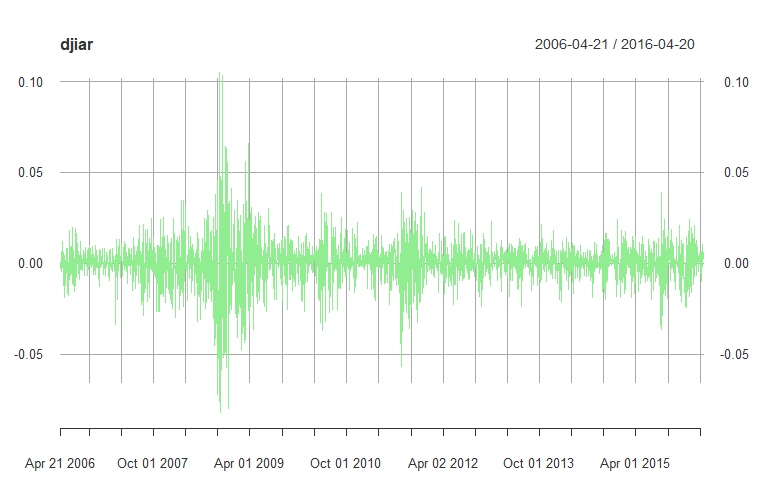 djiar 2006-04-21 / 2016-04-20
0.10 0.10
0.05 0.05
0.00 0.00
-0.05 -0.05
Apr 21 2006 Oct 01 2007 Apr 01 2009 Oct 01 2010 Apr 02 2012 Oct 01 2013 Apr 01 2015